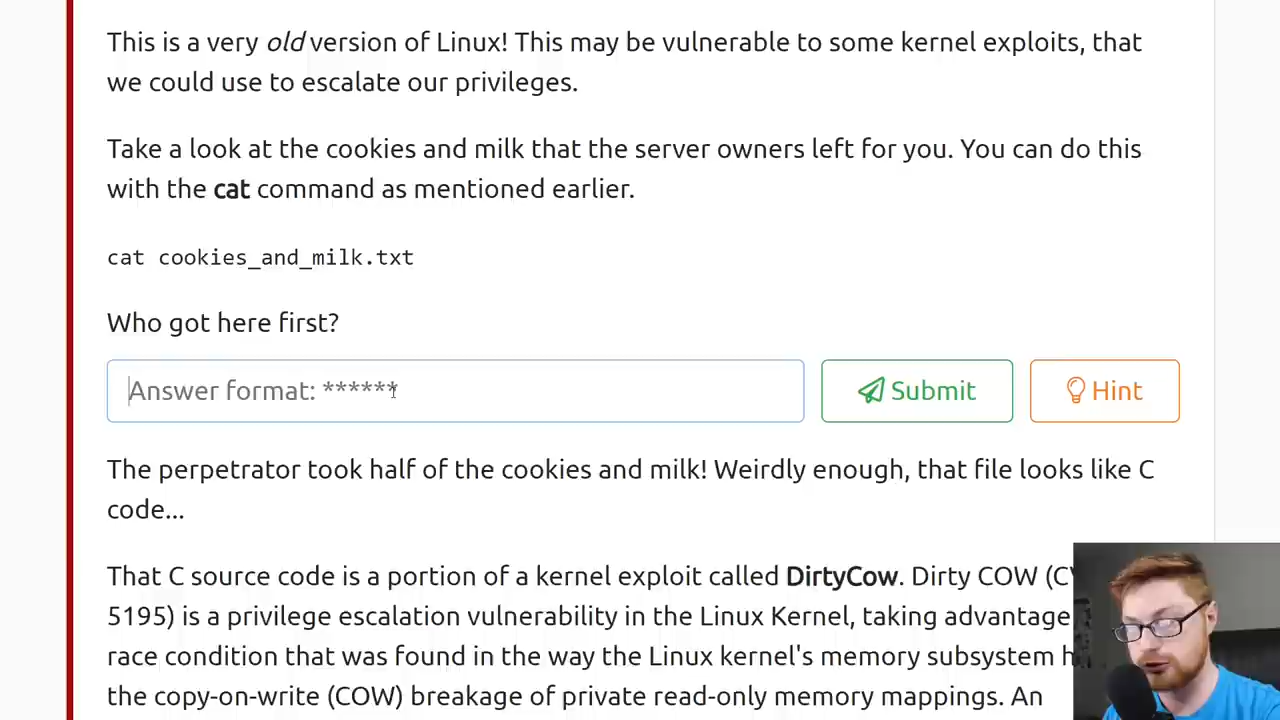 This is a very old version of Linux! This may be vulnerable to some kernel exploits, that
we could use to escalate our privileges.
Take a look at the cookies and milk that the server owners left for you. You can do this
with the cat command as mentioned earlier.
cat cookies_and_milk.txt
Who got here first?
Answer format: ******
Submit
Hint
The perpetrator took half of the cookies and milk! Weirdly enough, that file looks like C
code...
That C source code is a portion of a kernel exploit called DirtyCow. Dirty COW
5195) is a privilege escalation vulnerability in the Linux Kernel, taking advantage
race condition that was found in the way the Linux kernel's memory subsystem
the copy-on-write (COW) breakage of private read-only memory mappings. An